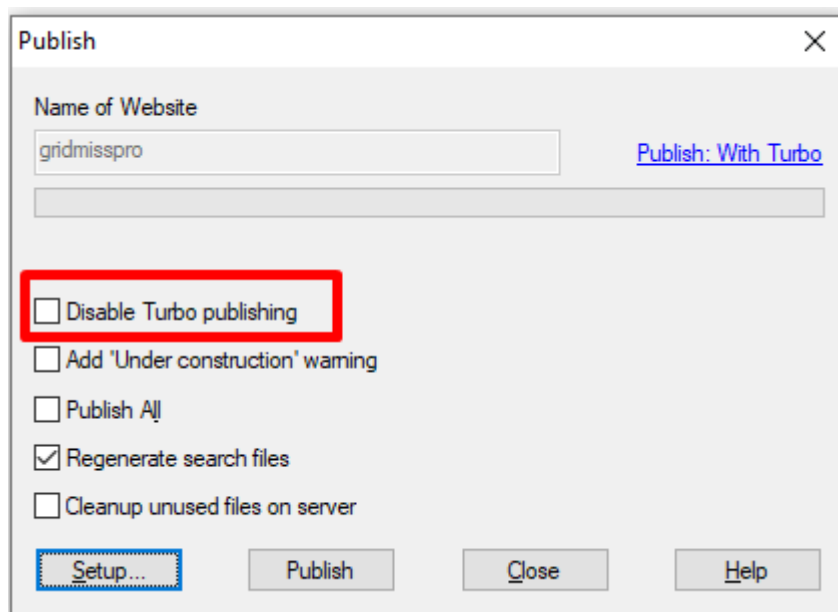 Publish
Name of Website
gridmisspro
Publish: With Turbo
Disable Turbo publishing
Add 'Under construction' warning
Publish All
Regenerate search files
Cleanup unused files on server
Setup... Publish Close Help